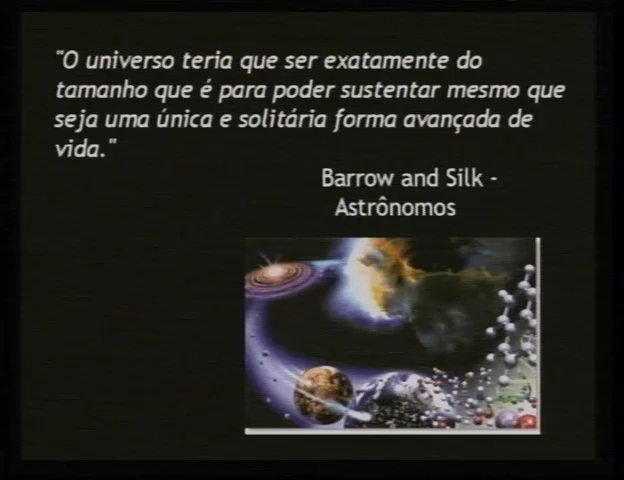 "O universo teria que ser exatamente do
tamanho que é para poder sustentar mesmo que
seja uma única e solitária forma avançada de
vida."
Barrow and Silk -
Astrônomos